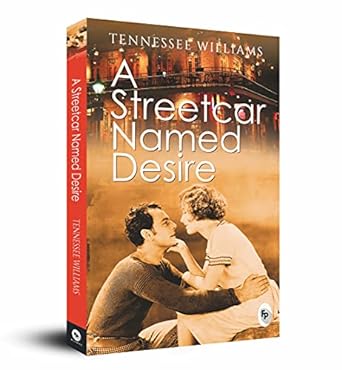 TENNESSEE WILLIAMS
A
Streetcar
Named
Desire
FP
A Streetcar Named Desire
TENNESSEE WILLIAMS